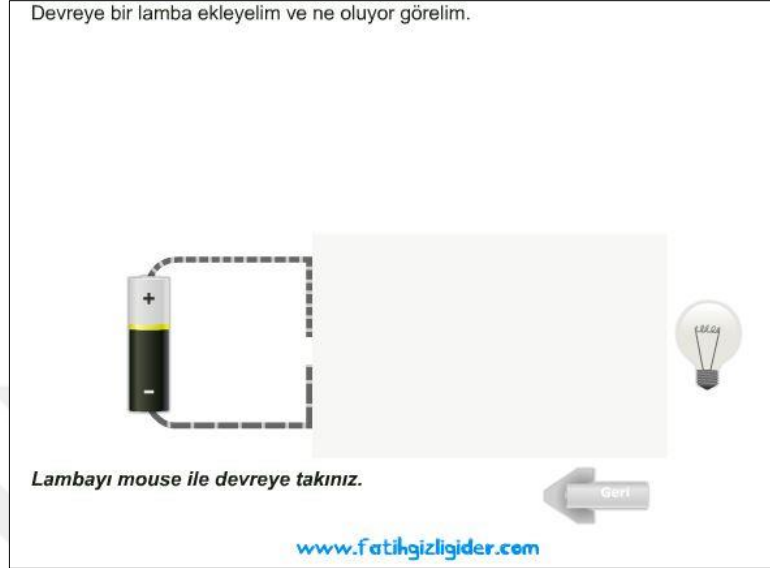 Devreye bir lamba ekleyelim ve ne oluyor görelim.
+
-
Lambayı mouse ile devreye takınız.
Geri
www.fatihgizligider.com